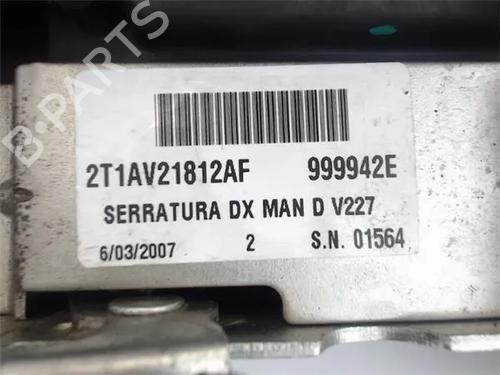 2T1AV21812AF 999942E
SERRATURA DX MAN D V227
6/03/2007 2 S.N. 01564
B-PARTS